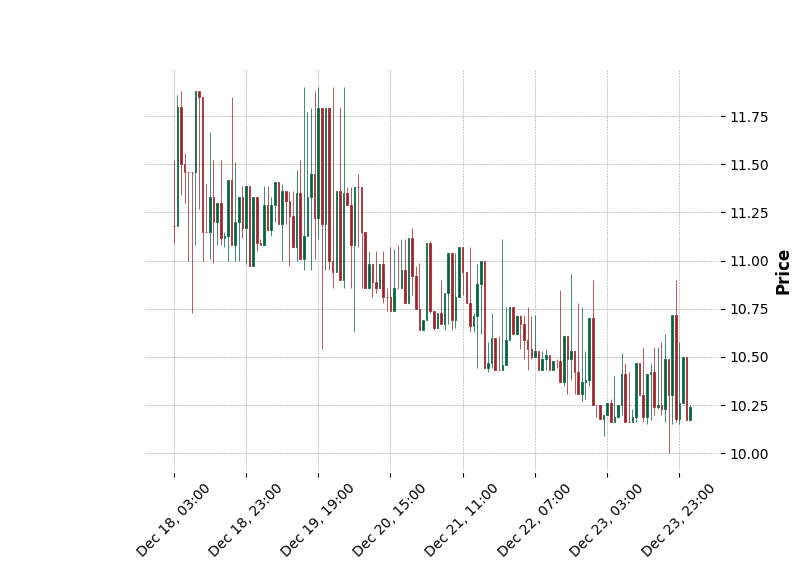 11.75
11.50
11.25
11.00
10.75
10.50
10.25
10.00
Price
Dec 18, 03:00
Dec 18, 23:00
Dec 19, 19:00
Dec 20, 15:00
Dec 21, 11:00
Dec 22, 07:00
Dec 23, 03:00
Dec 23, 23:00